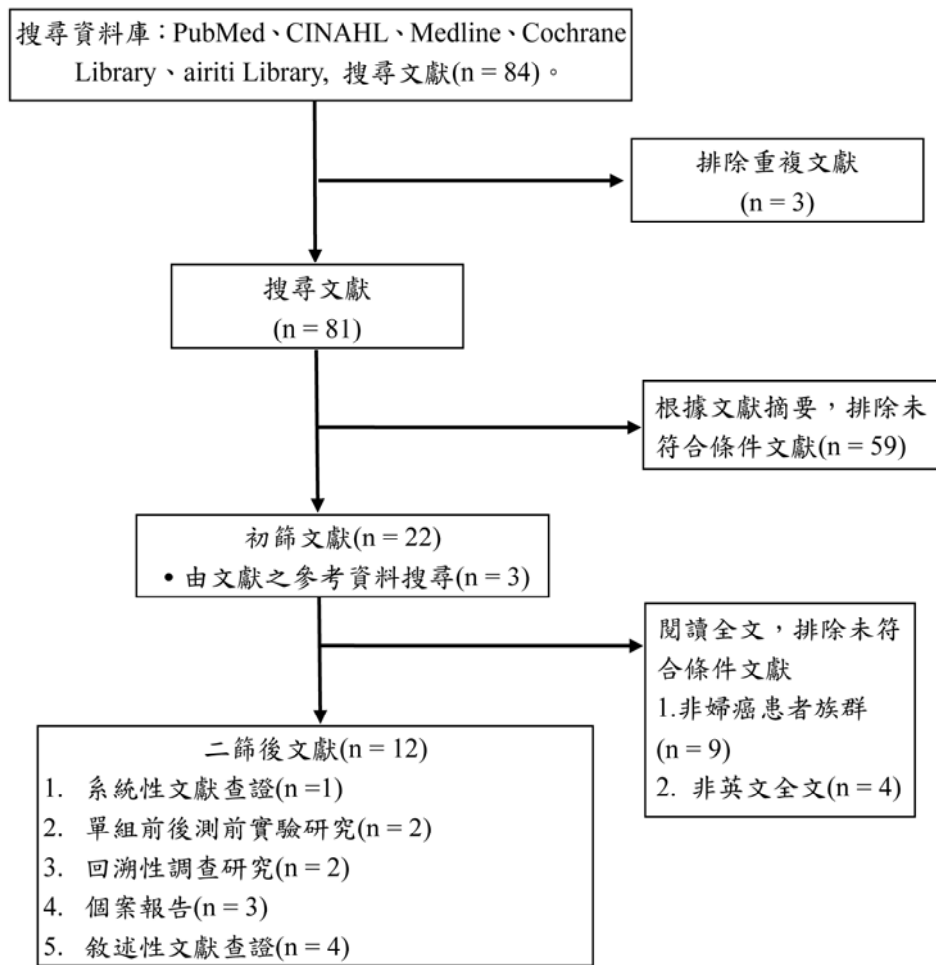 搜尋資料庫：PubMed、CINAHL、Medline、Cochrane
Library、airiti Library, 搜尋文獻(n = 84)。
排除重複文獻
(n = 3)
搜尋文獻
(n = 81)
根據文獻摘要，排除未
符合條件文獻(n = 59)
初篩文獻(n = 22)
• 由文獻之參考資料搜尋(n = 3)
閱讀全文，排除未符
合條件文獻
1.非婦癌患者族群
(n = 9)
2. 非英文全文(n = 4)
二篩後文獻(n = 12)
1. 系統性文獻查證(n =1)
2. 單組前後測前實驗研究(n = 2)
3. 回溯性調查研究(n = 2)
4. 個案報告(n = 3)
5. 敘述性文獻查證(n = 4)